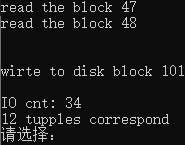 read the block 47
read the block 48
wirte to disk block 101
IO cnt: 34
12 tupples correspond
请选择: